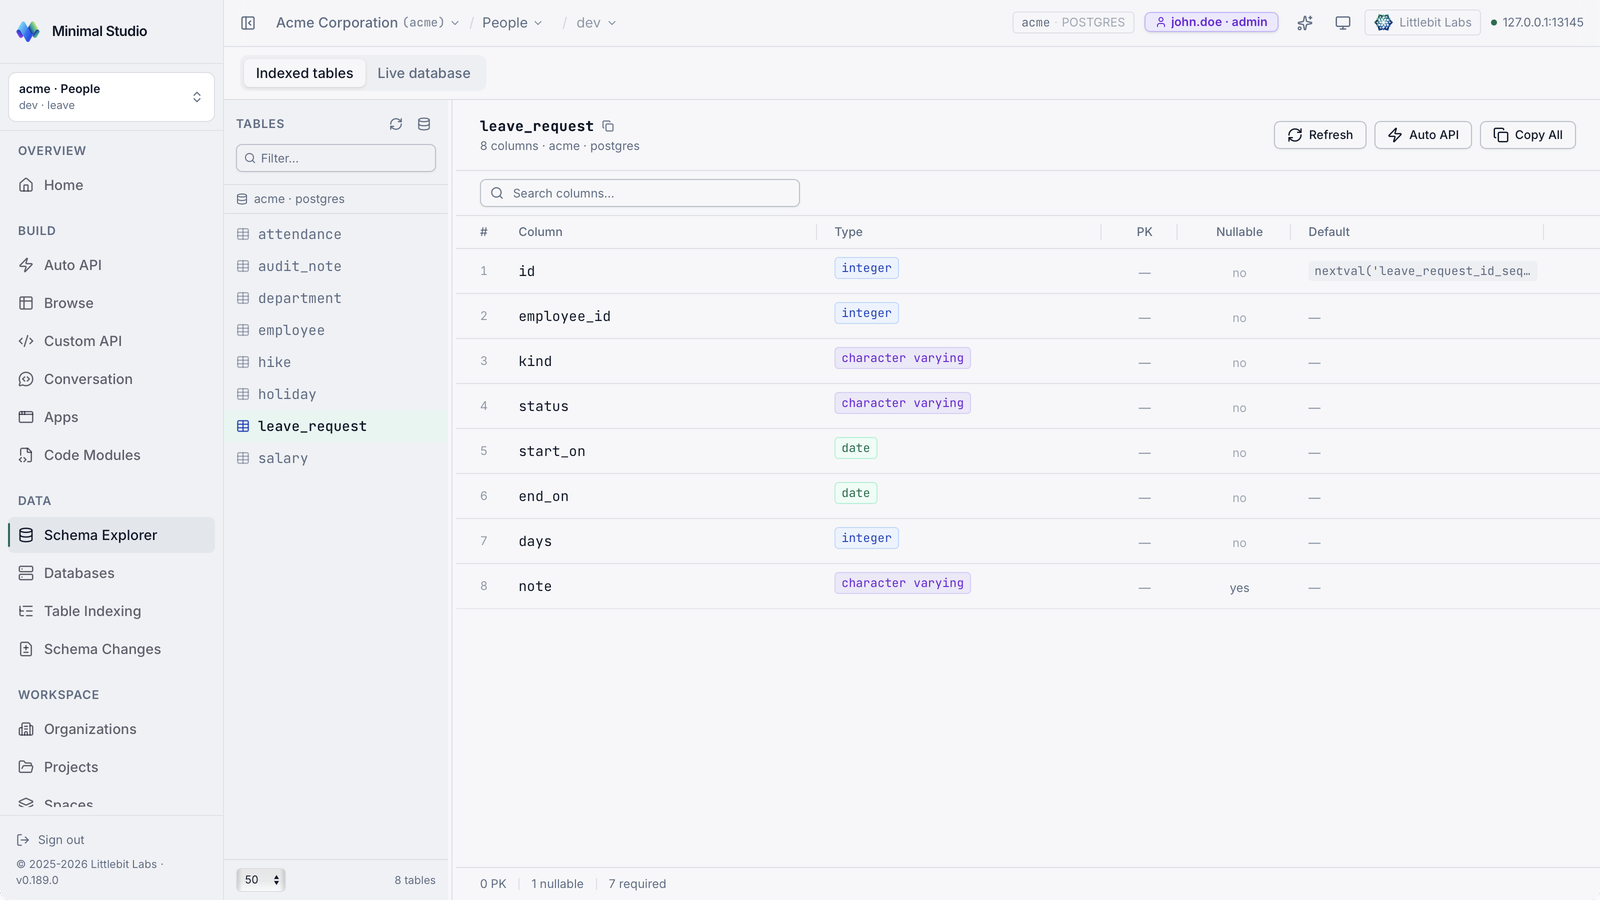 Minimal Studio
acme · People
dev · leave
OVERVIEW
Home
BUILD
Auto API
Browse
Custom API
Conversation
Apps
Code Modules
DATA
Schema Explorer
Databases
Table Indexing
Schema Changes
WORKSPACE
Organizations
Projects
Spaces
Sign out
© 2025-2026 Littlebit Labs ·
v0.189.0
Acme Corporation (acme) / People / dev
acme · POSTGRES
john.doe · admin
Littlebit Labs
127.0.0.1:13145
Indexed tables Live database
TABLES
Filter...
acme · postgres
attendance
audit_note
department
employee
hike
holiday
leave_request
salary
50 8 tables
leave_request
8 columns · acme · postgres
Refresh Auto API Copy All
Search columns...
# Column Type PK Nullable Default
1 id integer — no nextval('leave_request_id_seq…
2 employee_id integer — no —
3 kind character varying — no —
4 status character varying — no —
5 start_on date — no —
6 end_on date — no —
7 days integer — no —
8 note character varying — yes —
0 PK 1 nullable 7 required